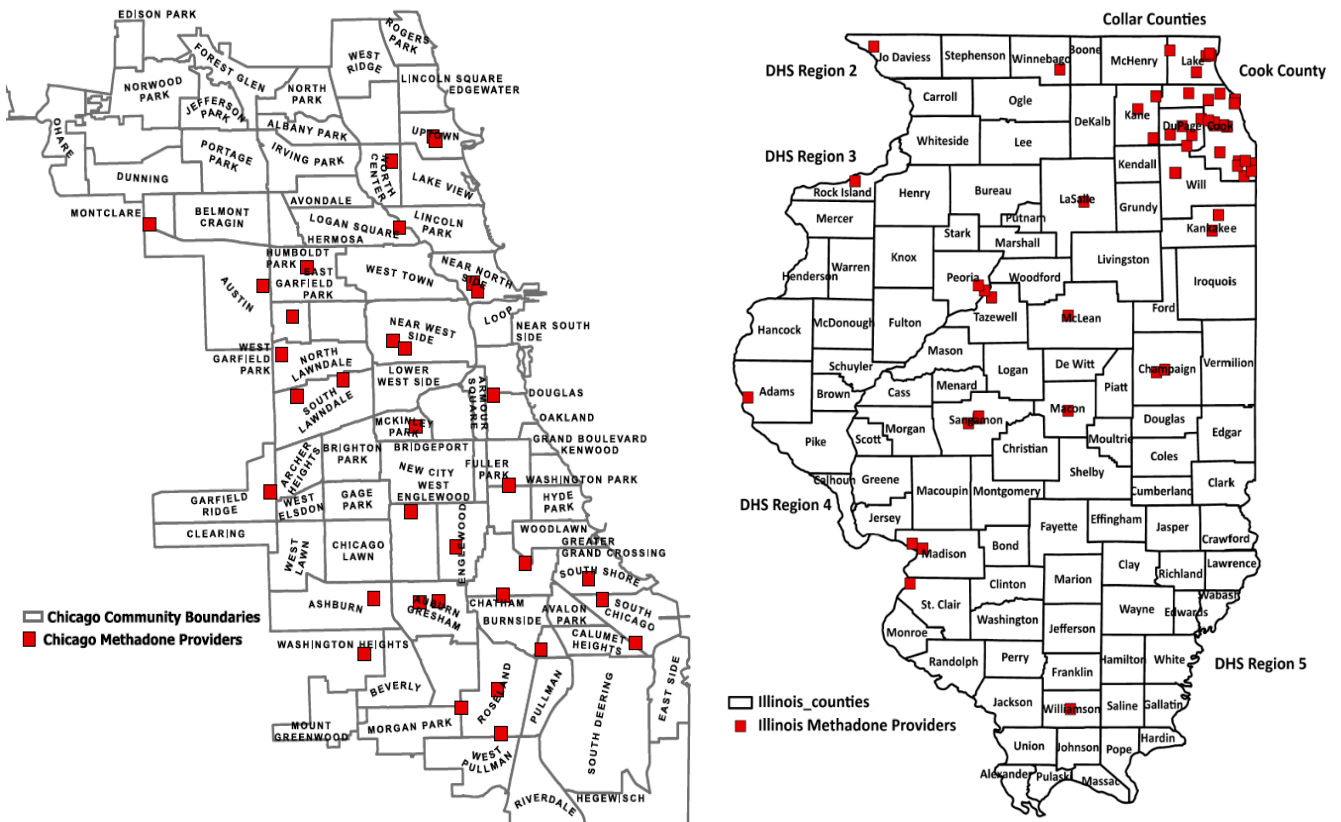 EDISON PARK
ROGERS
PARK
FOREST GLEN
WEST
RIDGE
LINCOLN SQUARE
EDGEWATER
NORWOOD
PARK
JEFFERSON
PARK
NORTH
PARK
OHARE
ALBANY PARK
UPTOWN
PORTAGE
PARK
IRVING PARK
NORTH
CENTER
DUNNING
LAKE VIEW
AVONDALE
MONTCLARE
BELMONT
CRAGIN
LOGAN SQUARE
HERMOSA
LINCOLN
PARK
HUMBOLDT
PARK
EAST
GARFIELD
PARK
WEST TOWN
NEAR NORTH
SIDE
AUSTIN
LOOP
NEAR WEST
SIDE
NEAR SOUTH
SIDE
WEST
GARFIELD
PARK
NORTH
LAWNDALE
LOWER
WEST SIDE
SOUTH
LAWNDALE
ARMOUR
SQUARE
DOUGLAS
OAKLAND
MCKINLEY
PARK
BRIDGEPORT
GRAND BOULEVARD
KENWOOD
BRIGHTON
PARK
ARCHER
HEIGHTS
NEW CITY
WEST
ENGLEWOOD
FULLER
PARK
WASHINGTON PARK
GARFIELD
RIDGE
WEST
ELSDON
GAGE
PARK
HYDE
PARK
CLEARING
WEST
LAWN
CHICAGO
LAWN
ENGLEWOOD
WOODLAWN
GREATER
GRAND CROSSING
SOUTH SHORE
ASHBURN
AUBURN
GRESHAM
CHATHAM
BURNSIDE
AVALON
PARK
SOUTH
CHICAGO
CALUMET
HEIGHTS
WASHINGTON HEIGHTS
BEVERLY
ROSELAND
PULLMAN
SOUTH DEERING
EAST SIDE
MOUNT
GREENWOOD
MORGAN PARK
WEST
PULLMAN
RIVERDALE
HEGEWISCH
Chicago Community Boundaries
Chicago Methadone Providers
Collar Counties
DHS Region 2
Cook County
Jo Daviess
Stephenson
Winnebago
Boone
McHenry
Lake
Carroll
Ogle
DeKalb
Kane
DuPage
Cook
DHS Region 3
Whiteside
Lee
Kendall
Will
Rock Island
Henry
Bureau
LaSalle
Grundy
Mercer
Putnam
Kankakee
Stark
Marshall
Henderson
Warren
Knox
Peoria
Woodford
Livingston
Iroquois
Hancock
McDonough
Fulton
Tazewell
McLean
Ford
Mason
Schuyler
Logan
De Witt
Champaign
Vermilion
Adams
Brown
Cass
Menard
Piatt
Macon
Sangamon
Douglas
Edgar
Pike
Scott
Morgan
Christian
Moultrie
Coles
Shelby
Calhoun
Greene
Macoupin
Montgomery
Cumberland
Clark
DHS Region 4
Jersey
Fayette
Effingham
Jasper
Crawford
Madison
Bond
Clay
Richland
Lawrence
Clinton
Marion
Wabash
St. Clair
Washington
Wayne
Edwards
Monroe
Jefferson
Randolph
Perry
Hamilton
White
DHS Region 5
Franklin
Jackson
Williamson
Saline
Gallatin
Illinois_counties
Illinois Methadone Providers
Union
Johnson
Pope
Hardin
Alexander
Pulaski
Massac